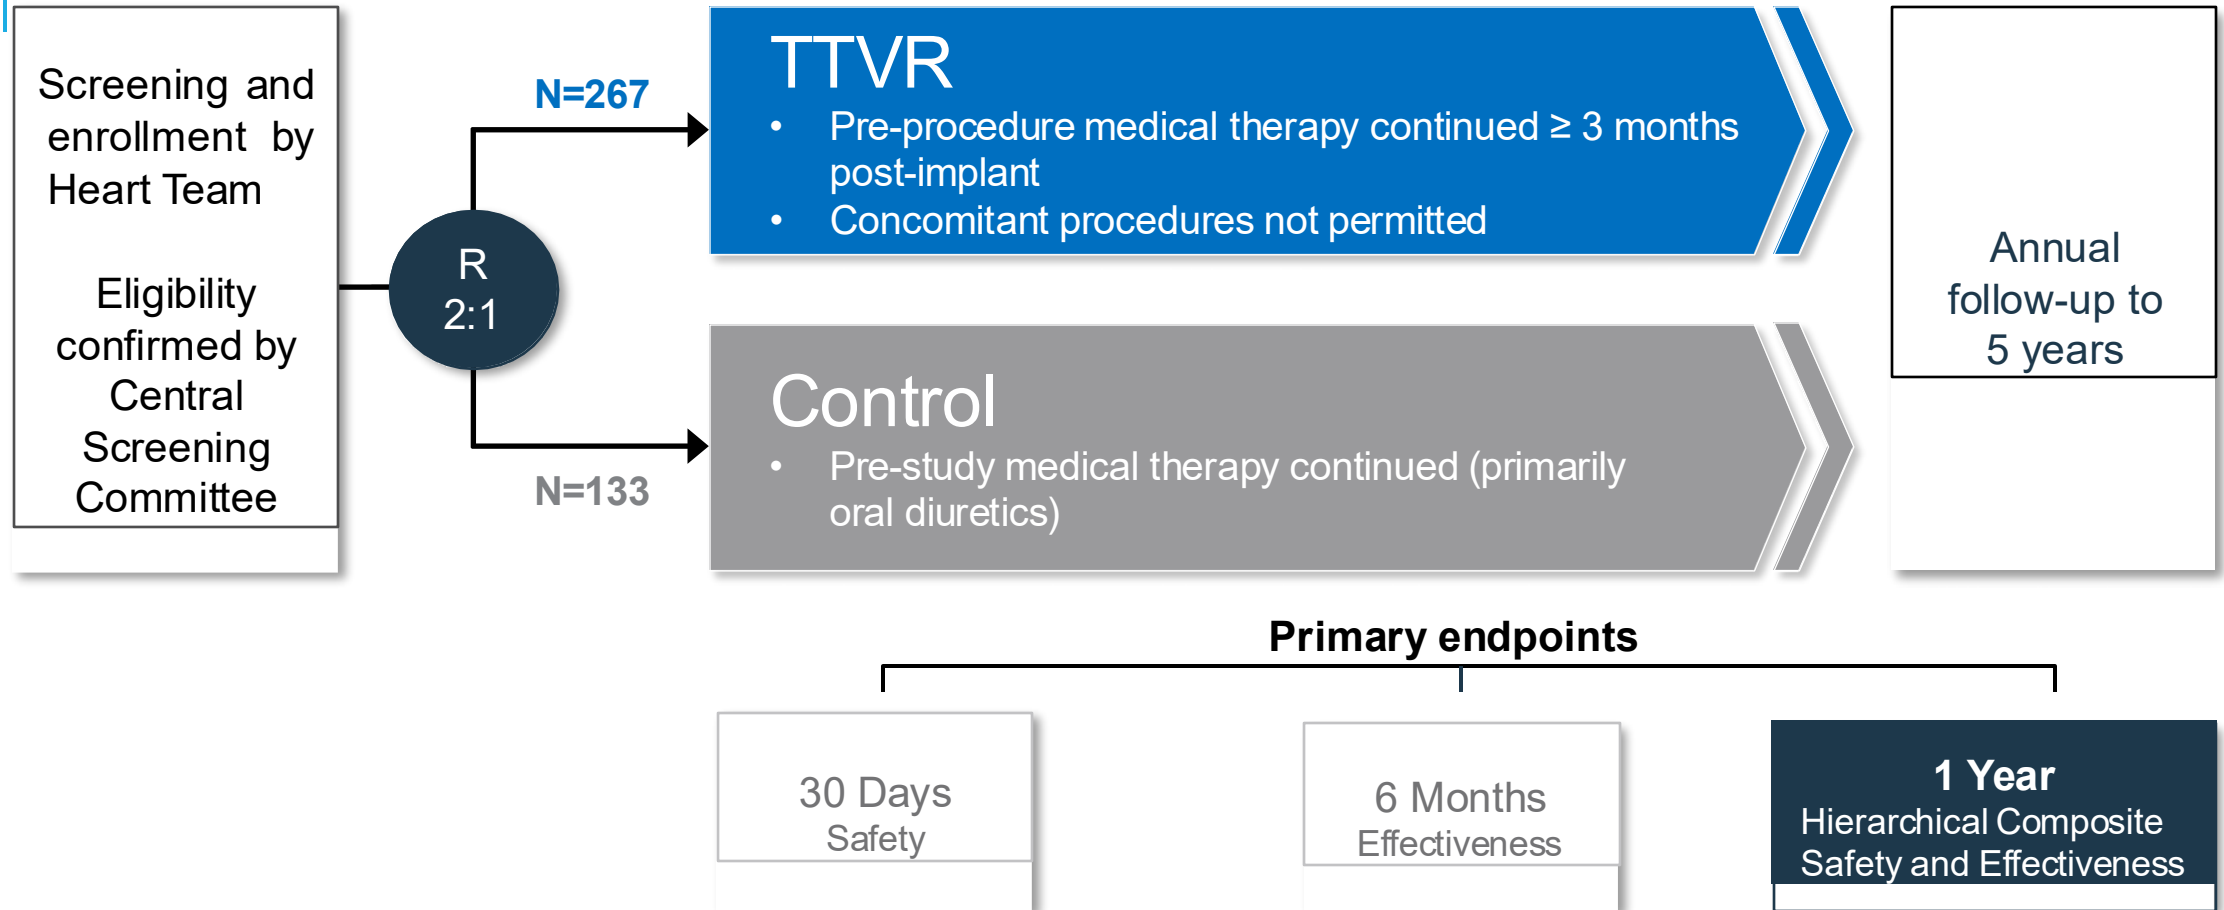 Screening and
enrollment by
Heart Team
Eligibility
confirmed by
Central
Screening
Committee
R
2:1
N=267
N=133
TTVR
• Pre-procedure medical therapy continued ≥ 3 months
post-implant
• Concomitant procedures not permitted
Control
• Pre-study medical therapy continued (primarily
oral diuretics)
Annual
follow-up to
5 years
Primary endpoints
30 Days
Safety
6 Months
Effectiveness
1 Year
Hierarchical Composite
Safety and Effectiveness